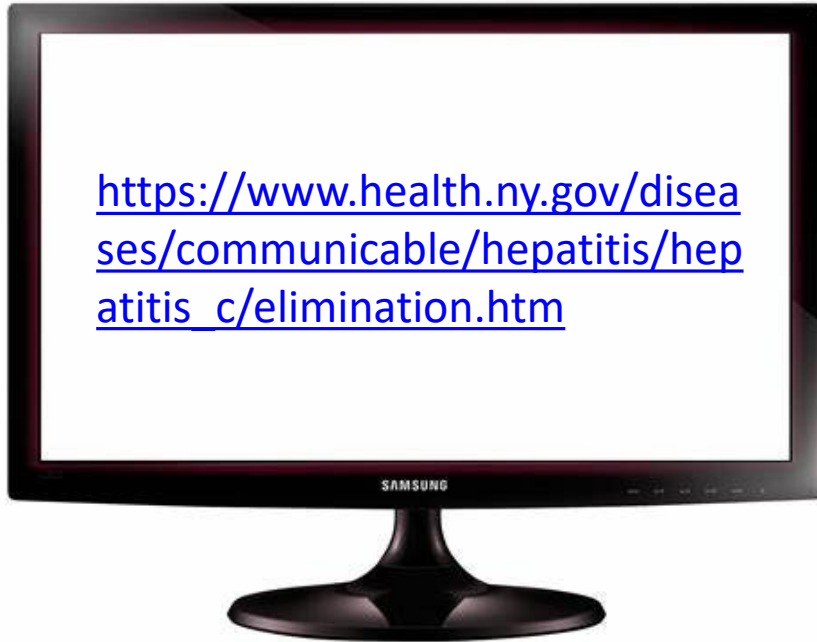 https://www.health.ny.gov/disea
ses/communicable/hepatitis/hep
atitis_c/elimination.htm
SAMSUNG